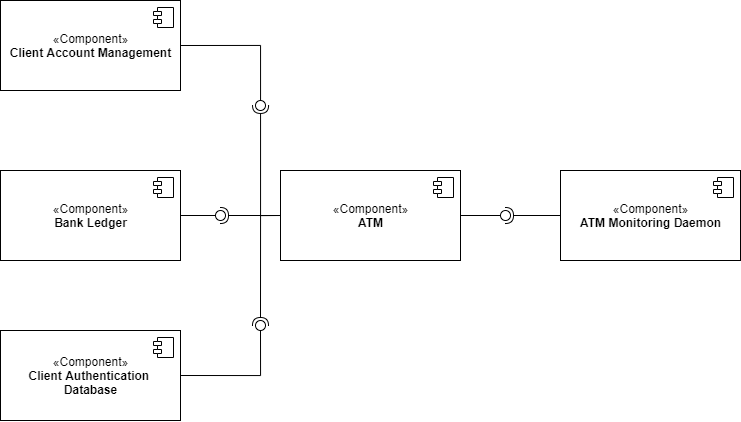 «Component»
Client Account Management
«Component»
Bank Ledger
«Component»
ATM
«Component»
ATM Monitoring Daemon
«Component»
Client Authentication
Database